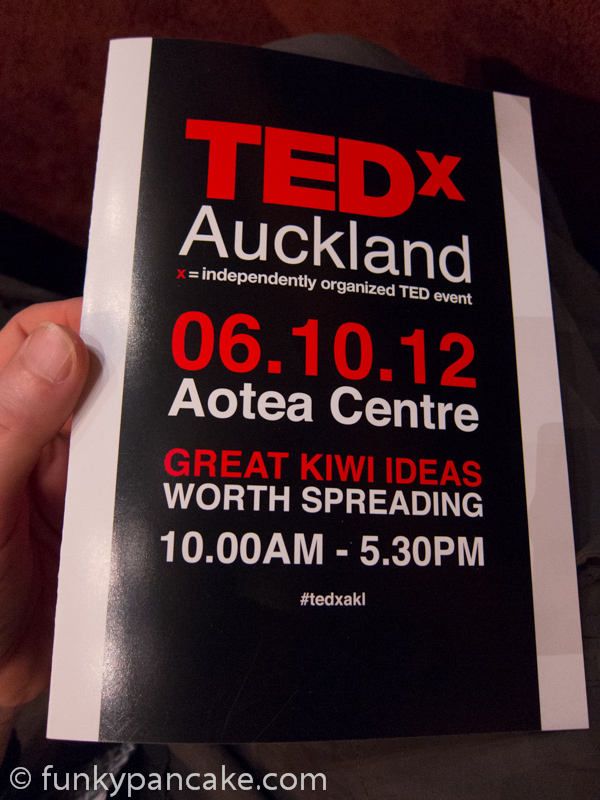 TEDx
Auckland
x = independently organized TED event
06.10.12
Aotea Centre
GREAT KIWI IDEAS
WORTH SPREADING
10.00AM - 5.30PM
#tedxakl
© funkypancake.com